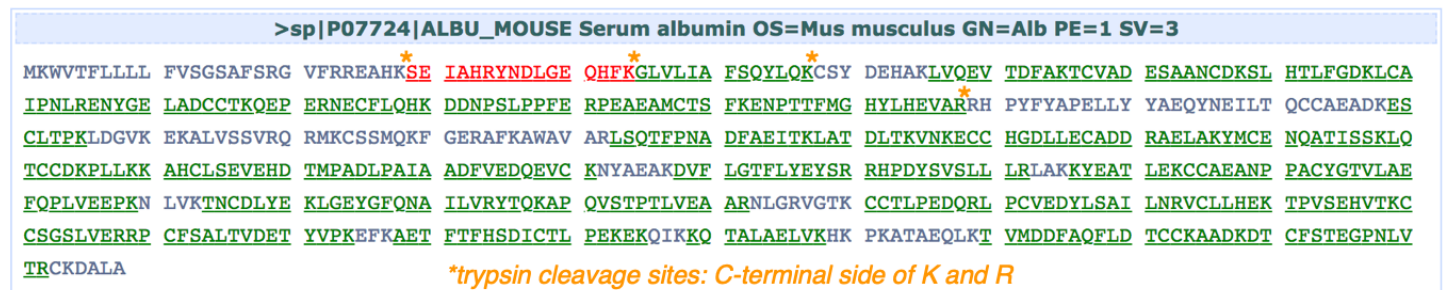 >sp|P07724|ALBU_MOUSE Serum albumin OS=Mus musculus GN=Alb PE=1 SV=3
* * *
MKWVTFLLLL FVSGSAFSRG VFRREAHKSE IAHRYNDLGE QHFKGLVLIA FSQYLQKCSY DEHAKLVQEV TDFAKTCVAD ESAANCDKSL HTLFGDKLCA
*
IPNLRENYGE LADCCTKQEP ERNECFLQHK DDNPSLPPFE RPEAEAMCTS FKENPTTFMG HYLHEVARRH PYFYAPELLY YAEQYNEILT QCCAEADKES
CLTPKLDGVK EKALVSSVRQ RMKCSSMQKF GERAFKAWAV ARLSQTFPNA DFAEITKLAT DLTKVNKECC HGDLLECADD RAELAKYMCE NQATISSKLQ
TCCDKPLLKK AHCLSEVEHD TMPADLPAIA ADFVEDQEVC KNYAEAKDVF LGTFLYEYSR RHPDYSVSLL LRLAKKYEAT LEKCCAEANP PACYGTVLAE
FQPLVEEPKN LVKTNCDLYE KLGEYGFQNA ILVRYTQKAP QVSTPTLVEA ARNLGRVGTK CCTLPEDQRL PCVEDYLSAI LNRVCLLHEK TPVSEHVTKC
CSGSLVERRP CFSALTVDET YVPKEFKAET FTFHSDICTL PEKEKQIKKQ TALAELVKHK PKATAEQLKT VMDDFAQFLD TCCKAADKDT CFSTEGPNLV
TRCKDALA
*trypsin cleavage sites: C-terminal side of K and R